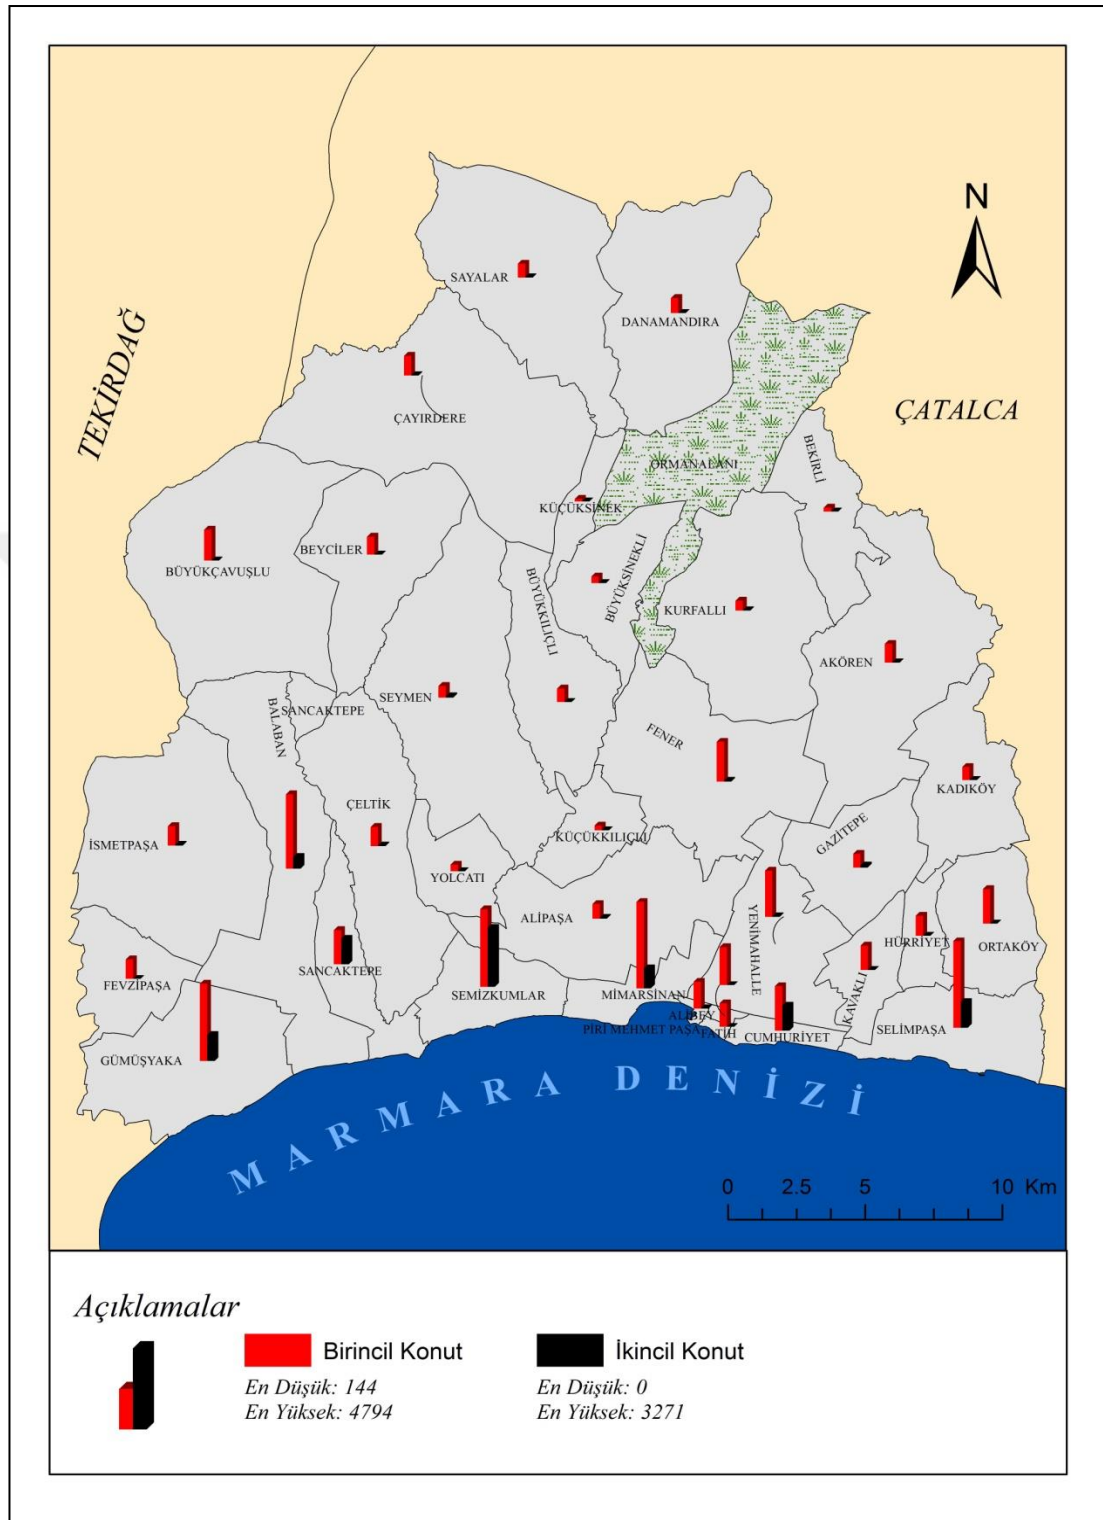 N
SAYALAR
DANAMANDIRA
TEKİRDAĞ
ÇATALCA
ÇAYIRDERE
BEKİRLİ
ORMANALANI
KÜÇÜKSİNEK
BEYCİLER
BÜYÜKÇAVUŞLU
BÜYÜKSİNEKLİ
BÜYÜKKILIÇLI
KURFALLI
AKÖREN
SEYMEN
SANCAKTEPE
BALABAN
FENER
KADIKÖY
ÇELTİK
GAZİTEPE
İSMETPAŞA
KÜÇÜKKILIÇLI
YOLCATI
ALİPAŞA
YENİMAHALLE
HÜRRİYET
ORTAKÖY
SANCAKTEPE
FEVZİPAŞA
SEMİZKUMLAR
MİMARSİNAN
KAVAKLI
ALİBEY
PİRİ MEHMET PAŞA
FATİH
CUMHURİYET
SELİMPAŞA
GÜMÜŞYAKA
MARMARA DENİZİ
0 2.5 5 10 Km
Açıklamalar
Birincil Konut
En Düşük: 144
En Yüksek: 4794
İkincil Konut
En Düşük: 0
En Yüksek: 3271